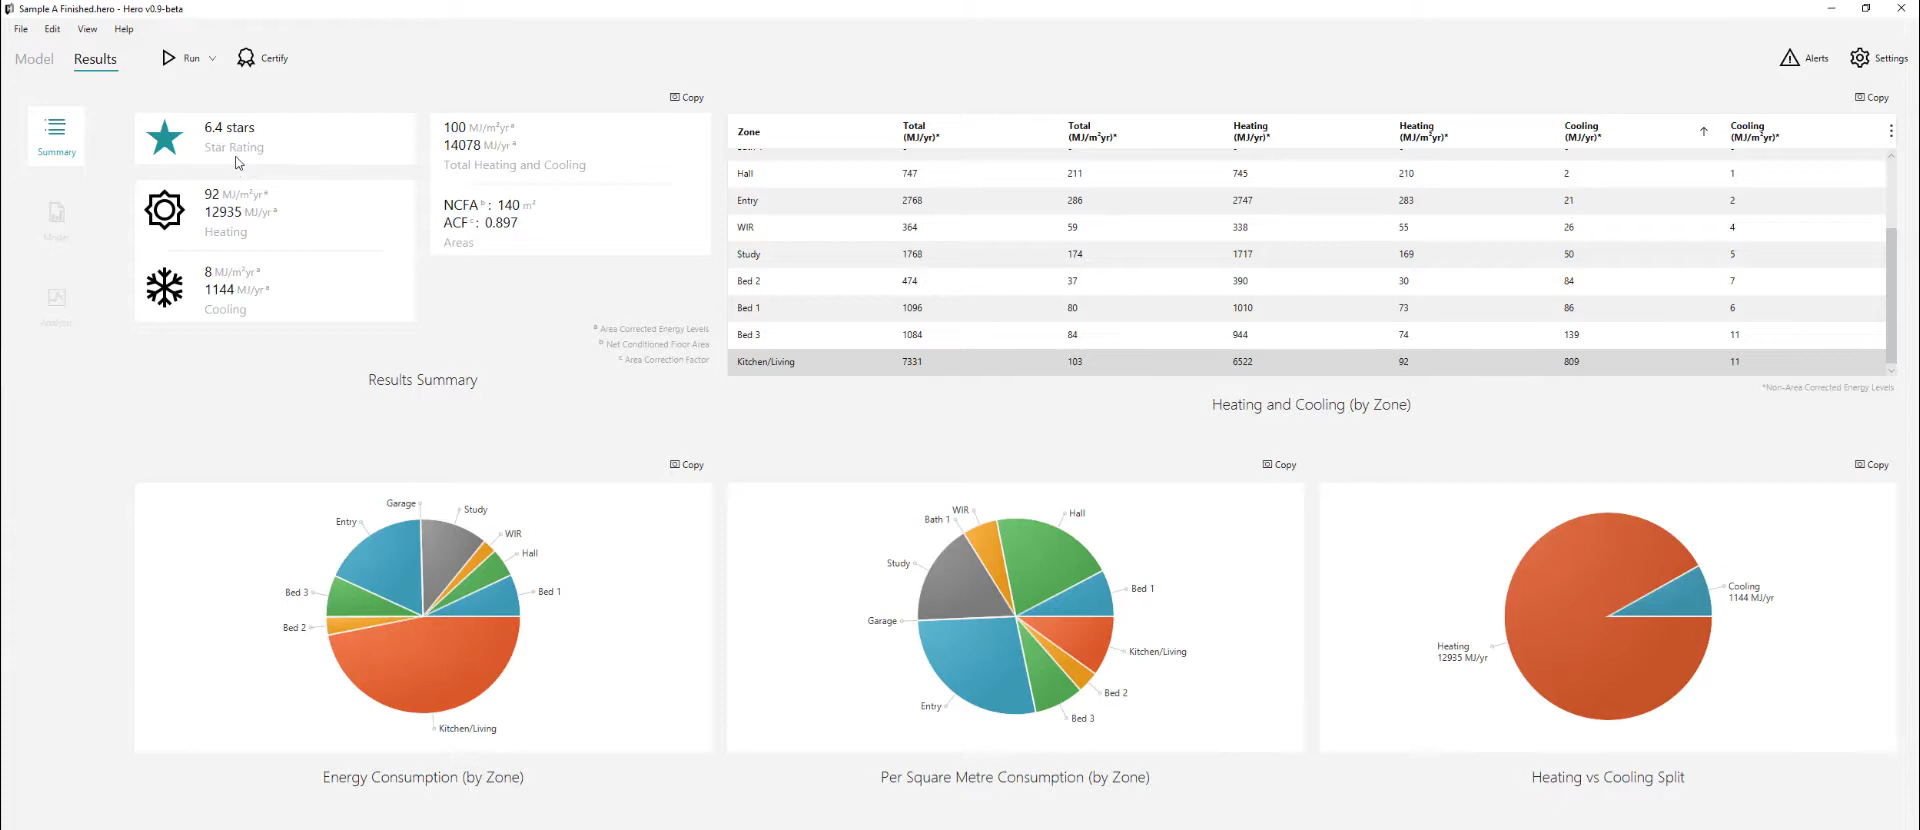 Sample A Finished.hero - Hero v0.9-beta
File Edit View Help
Model Results Run Certify Alerts Settings
Copy
Summary
Model
Analysis
6.4 stars
Star Rating
92 MJ/m²yrᵃ
12935 MJ/yrᵃ
Heating
8 MJ/m²yrᵃ
1144 MJ/yrᵃ
Cooling
100 MJ/m²yrᵃ
14078 MJ/yrᵃ
Total Heating and Cooling
NCFAᵇ: 140 m²
ACFᶜ: 0.897
Areas
ᵃ Area Corrected Energy Levels
ᵇ Net Conditioned Floor Area
ᶜ Area Correction Factor
Results Summary
Copy
Zone Total (MJ/yr)* Total (MJ/m²yr)* Heating (MJ/yr)* Heating (MJ/m²yr)* Cooling (MJ/yr)* Cooling (MJ/m²yr)*
Hall 747 211 745 210 2 1
Entry 2768 286 2747 283 21 2
WIR 364 59 338 55 26 4
Study 1768 174 1717 169 50 5
Bed 2 474 37 390 30 84 7
Bed 1 1096 80 1010 73 86 6
Bed 3 1084 84 944 74 139 11
Kitchen/Living 7331 103 6522 92 809 11
*Non-Area Corrected Energy Levels
Heating and Cooling (by Zone)
Copy
Garage
Study
Entry
WIR
Hall
Bed 3
Bed 1
Bed 2
Kitchen/Living
Energy Consumption (by Zone)
Copy
WIR
Hall
Bath 1
Study
Bed 1
Garage
Kitchen/Living
Bed 2
Entry
Bed 3
Per Square Metre Consumption (by Zone)
Copy
Cooling
1144 MJ/yr
Heating
12935 MJ/yr
Heating vs Cooling Split